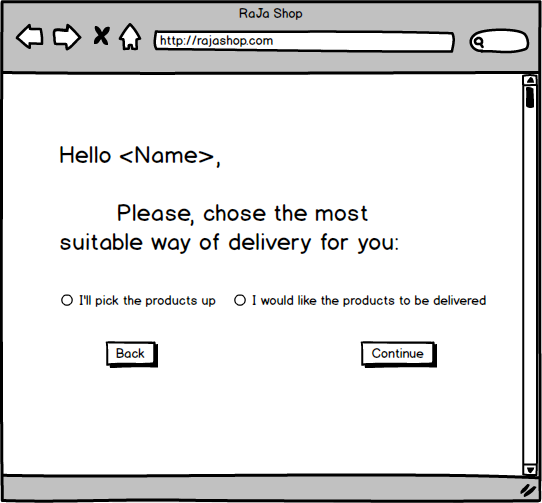 RaJa Shop
http://rajashop.com
Hello <Name>,
Please, chose the most
suitable way of delivery for you:
I'll pick the products up I would like the products to be delivered
Back Continue